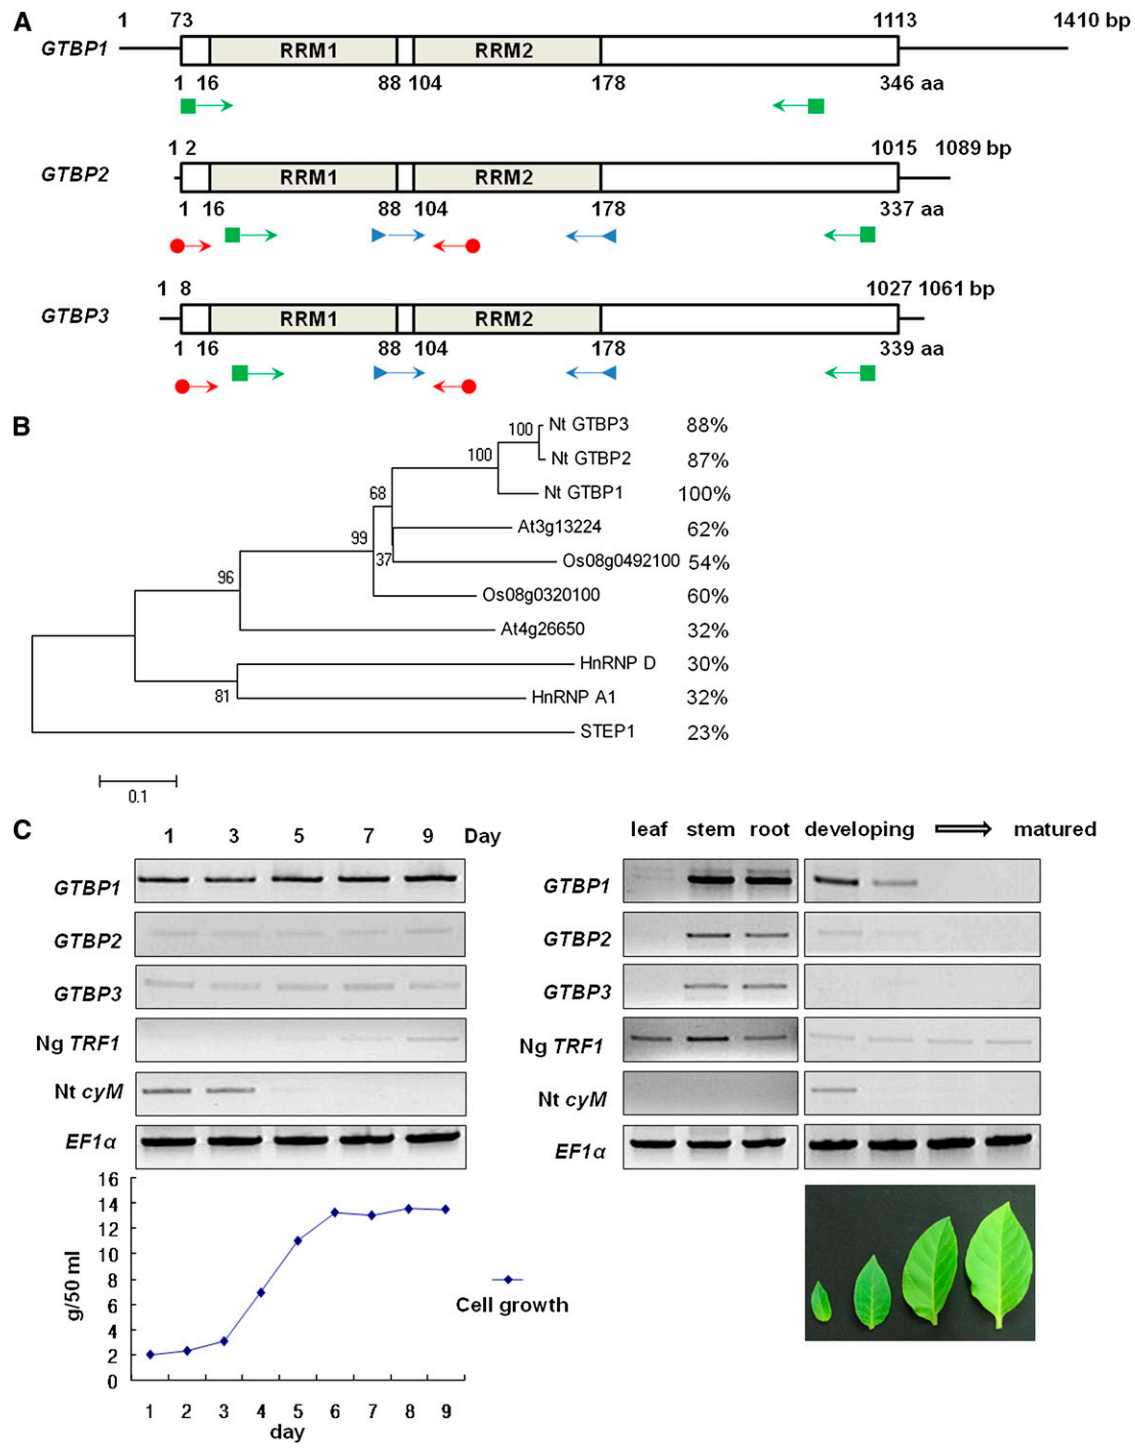 A
1 73 1113 1410 bp
GTBP1 RRM1 RRM2
1 16 88 104 178 346 aa
1 2 1015 1089 bp
GTBP2 RRM1 RRM2
1 16 88 104 178 337 aa
1 8 1027 1061 bp
GTBP3 RRM1 RRM2
1 16 88 104 178 339 aa
B
100 Nt GTBP3 88%
100 Nt GTBP2 87%
Nt GTBP1 100%
68
At3g13224 62%
99
37 Os08g0492100 54%
96
Os08g0320100 60%
At4g26650 32%
HnRNP D 30%
81 HnRNP A1 32%
STEP1 23%
0.1
C
1 3 5 7 9 Day
GTBP1
GTBP2
GTBP3
Ng TRF1
Nt cyM
EF1α
leaf stem root developing matured
GTBP1
GTBP2
GTBP3
Ng TRF1
Nt cyM
EF1α
16
14
12
10
8
6
4
2
0
g/50 ml
Cell growth
1 2 3 4 5 6 7 8 9
day